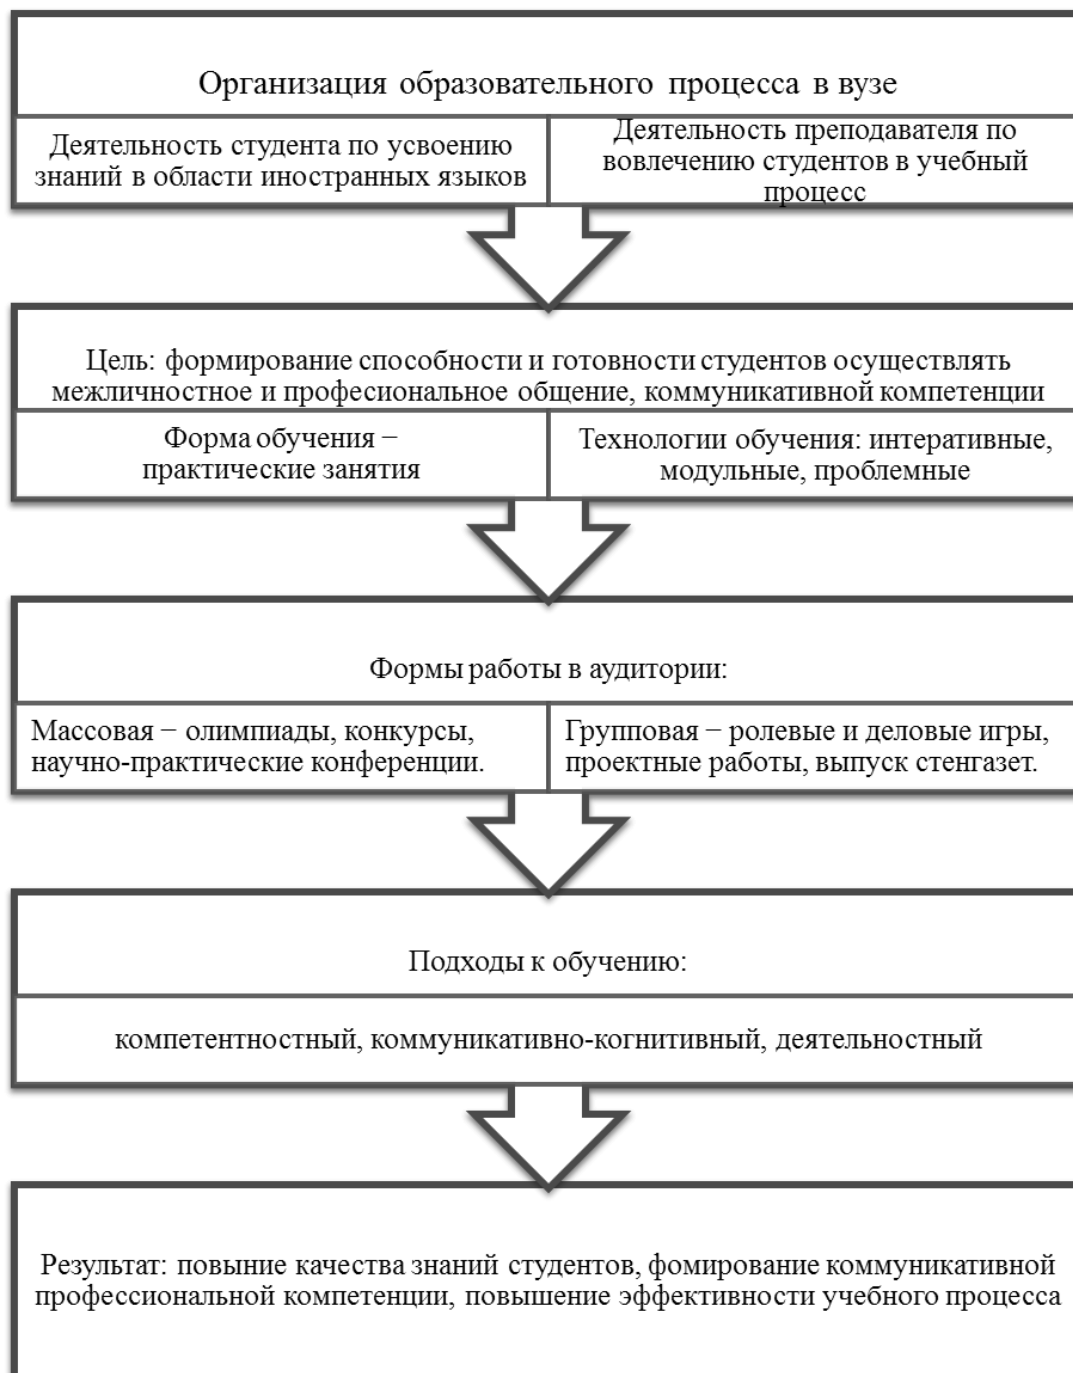 Организация образовательного процесса в вузе
Деятельность студента по усвоению
знаний в области иностранных языков
Деятельность преподавателя по
вовлечению студентов в учебный
процесс
Цель: формирование способности и готовности студентов осуществлять
межличностное и професиональное общение, коммуникативной компетенции
Форма обучения −
практические занятия
Технологии обучения: интеративные,
модульные, проблемные
Формы работы в аудитории:
Массовая − олимпиады, конкурсы,
научно-практические конференции.
Групповая − ролевые и деловые игры,
проектные работы, выпуск стенгазет.
Подходы к обучению:
компетентностный, коммуникативно-когнитивный, деятельностный
Результат: повыние качества знаний студентов, фомирование коммуникативной
профессиональной компетенции, повышение эффективности учебного процесса